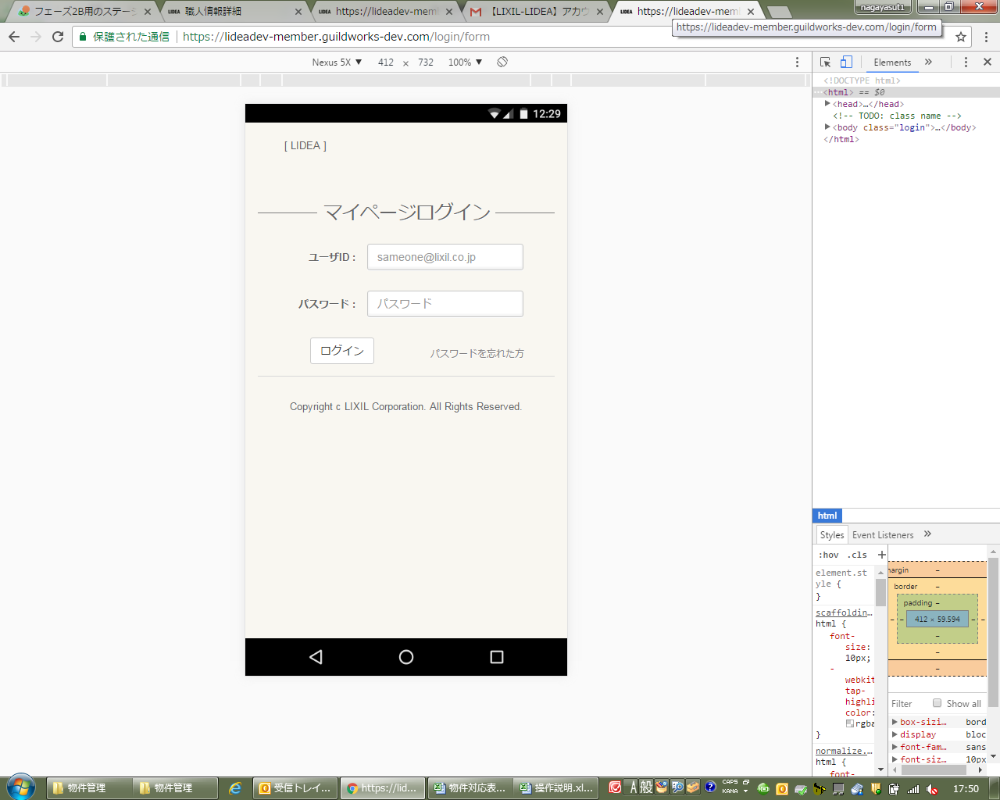 フェーズ2B用のステー
職人情報詳細
https://lideadev-mem
【LIXIL-LIDEA】アカウ
https://lideadev-mem
nagayasut1
保護された通信
https://lideadev-member.guildworks-dev.com/login/form
https://lideadev-member.guildworks-dev.com/login/form
Nexus 5X ▼ 412 × 732 100% ▼
Elements »
<!DOCTYPE html>
…<html> == $0
▶<head>…</head>
<!-- TODO: class name -->
▶<body class="login">…</body>
</html>
12:29
[ LIDEA ]
マイページログイン
ユーザID :
sameone@lixil.co.jp
パスワード :
パスワード
ログイン
パスワードを忘れた方
Copyright c LIXIL Corporation. All Rights Reserved.
html
Styles Event Listeners »
:hov .cls +
element.st
yle {
}
scaffoldin…
html {
font-
size:
10px;
-
webkit
tap-
highli
color:
rgba
}
normalize.…
html {
font-
margin –
border –
padding –
– – 412 × 59.594 – –
–
–
–
Filter Show all
▶ box-sizi… bord
▶ display bloc
▶ font-fam… sans
▶ font-siz… 10px
物件管理
物件管理
受信トレイ…
https://lid…
物件対応表…
操作説明.xl…
A 般
CAPS
KANA
17:50